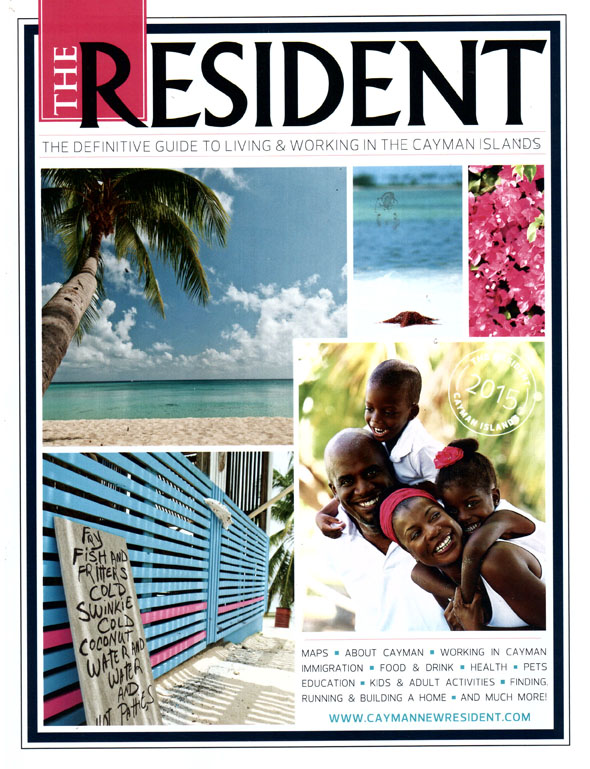 THE
RESIDENT
THE DEFINITIVE GUIDE TO LIVING & WORKING IN THE CAYMAN ISLANDS
2015
CAYMAN ISLANDS
FRY
FISH AND
FRITTERS
COLD
SWINKIE
COLD
COCONUT
WATER AND
WATER
AND
HOT PATTIES
MAPS ▪ ABOUT CAYMAN ▪ WORKING IN CAYMAN
IMMIGRATION ▪ FOOD & DRINK ▪ HEALTH ▪ PETS
EDUCATION ▪ KIDS & ADULT ACTIVITIES ▪ FINDING,
RUNNING & BUILDING A HOME ▪ AND MUCH MORE!
WWW.CAYMANNEWRESIDENT.COM